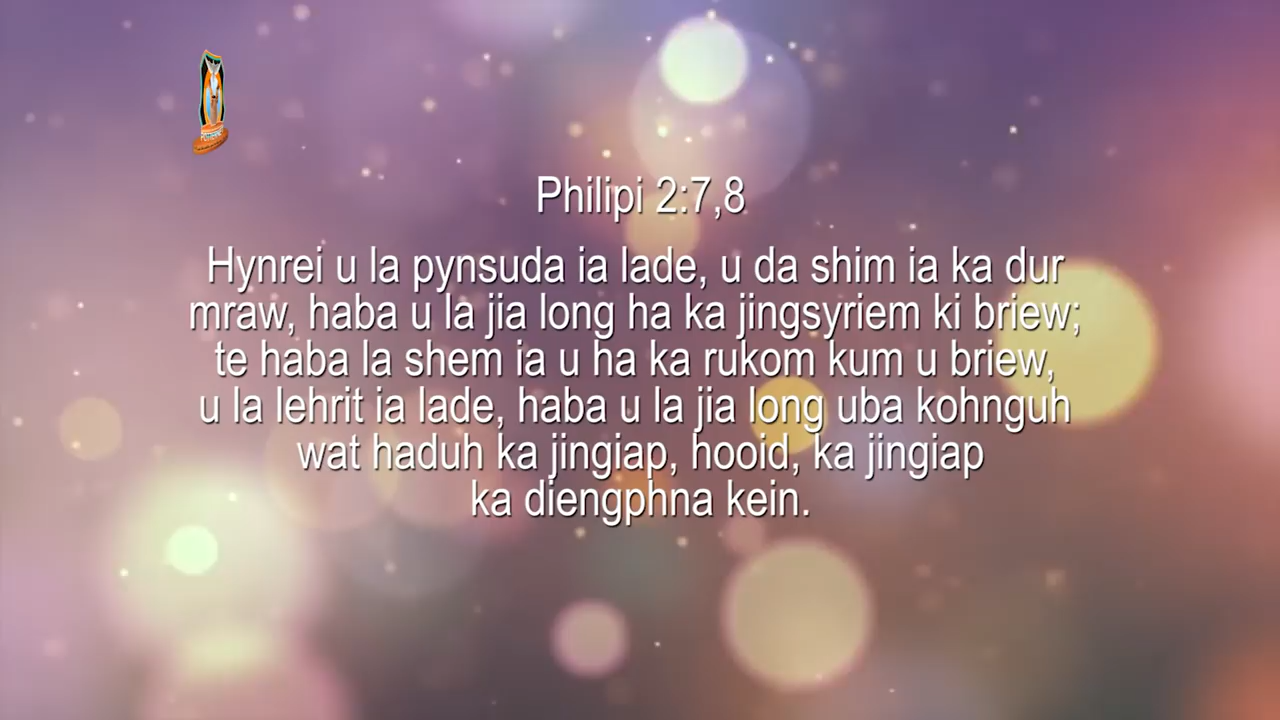 Philipi 2:7,8
Hynrei u la pynsuda ia lade, u da shim ia ka dur
mraw, haba u la jia long ha ka jingsyriem ki briew;
te haba la shem ia u ha ka rukom kum u briew,
u la lehrit ia lade, haba u la jia long uba kohnguh
wat haduh ka jingiap, hooid, ka jingiap
ka diengphna kein.